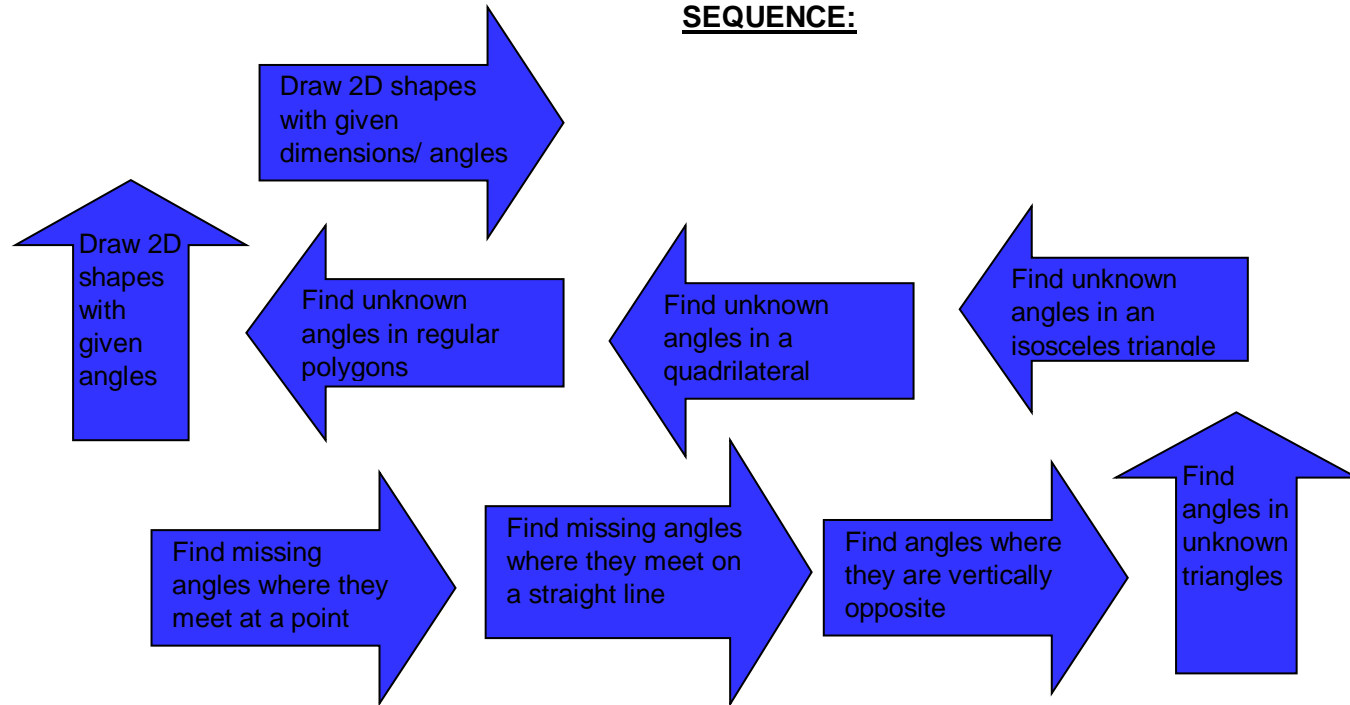 SEQUENCE:
Draw 2D shapes
with given
dimensions/ angles
Draw 2D
shapes
with
given
angles
Find unknown
angles in regular
polygons
Find unknown
angles in a
quadrilateral
Find unknown
angles in an
isosceles triangle
Find missing
angles where they
meet at a point
Find missing angles
where they meet on
a straight line
Find angles where
they are vertically
opposite
Find
angles in
unknown
triangles